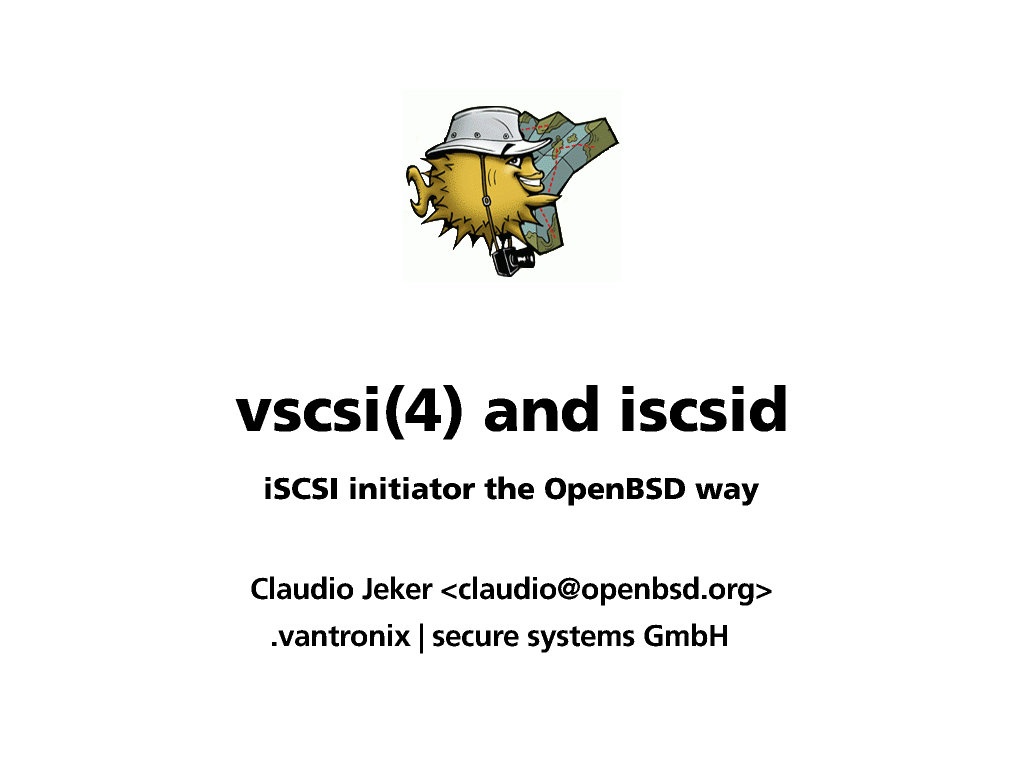 vscsi(4) and iscsid
iSCSI initiator the OpenBSD way
Claudio Jeker <claudio@openbsd.org>
.vantronix | secure systems GmbH